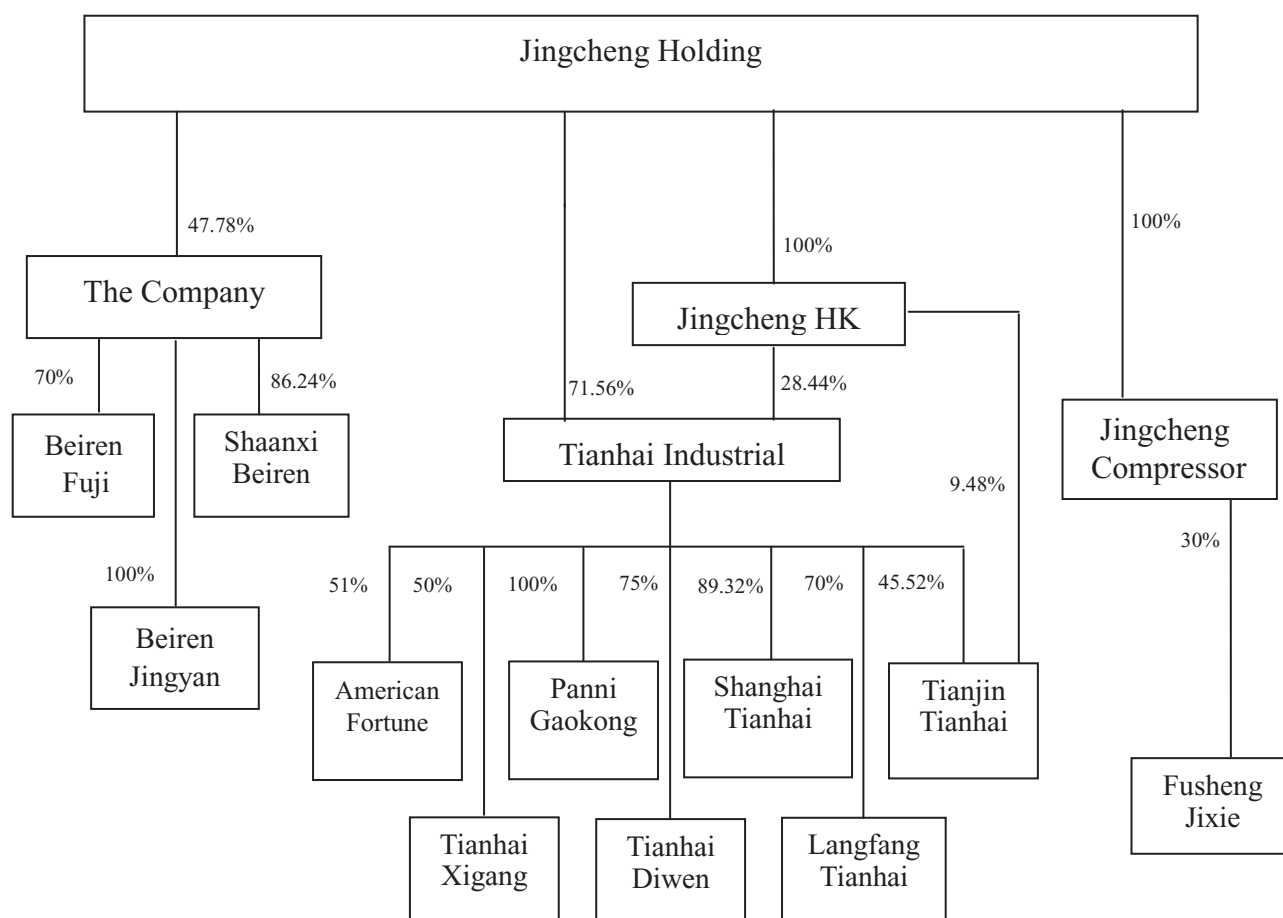 Jingcheng Holding
47.78%
100%
100%
The Company
Jingcheng HK
70%
86.24%
71.56%
28.44%
Beiren
Fuji
Shaanxi
Beiren
Tianhai Industrial
Jingcheng
Compressor
9.48%
30%
100%
51%
50%
100%
75%
89.32%
70%
45.52%
Beiren
Jingyan
American
Fortune
Panni
Gaokong
Shanghai
Tianhai
Tianjin
Tianhai
Fusheng
Jixie
Tianhai
Xigang
Tianhai
Diwen
Langfang
Tianhai